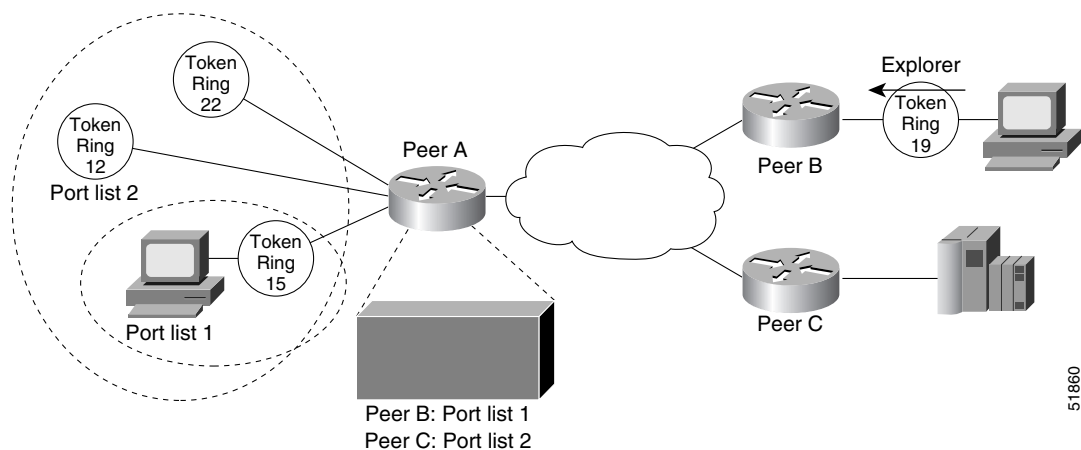 Token
Ring
22
Token
Ring
12
Port list 2
Token
Ring
15
Port list 1
Peer A
Peer B: Port list 1
Peer C: Port list 2
Explorer
Token
Ring
19
Peer B
Peer C
51860